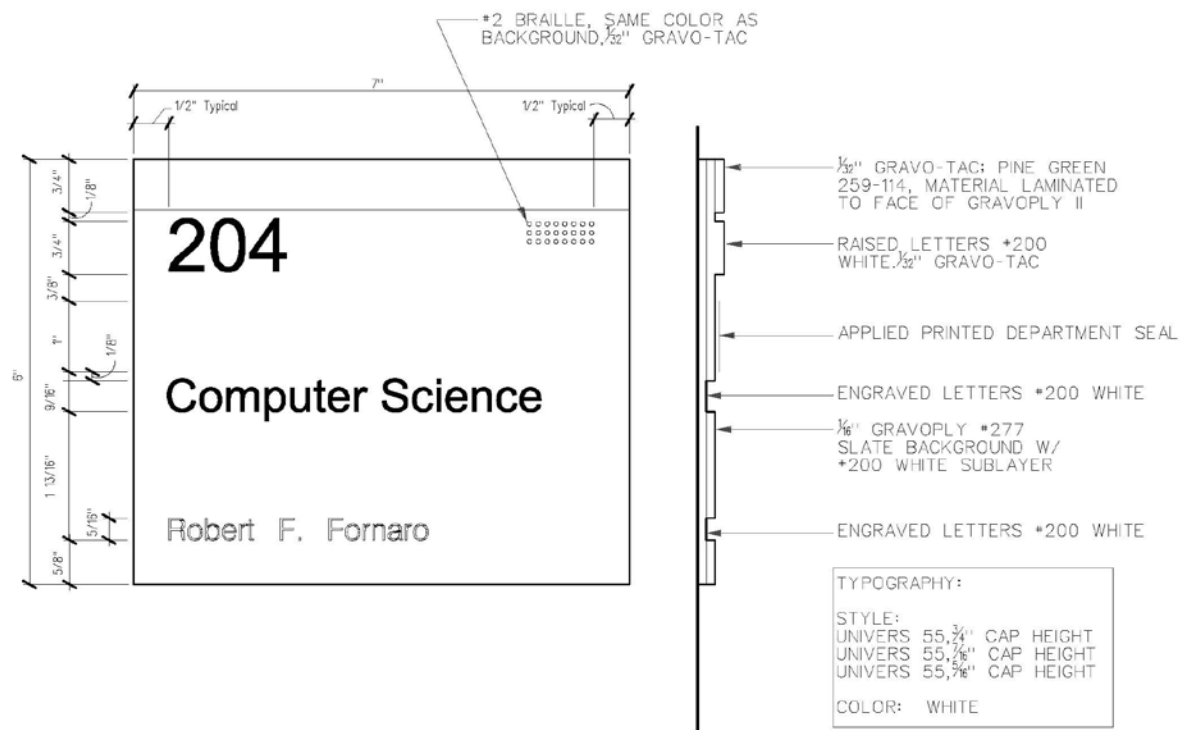 #2 BRAILLE, SAME COLOR AS
BACKGROUND,1/32" GRAVO-TAC
7"
1/2" Typical
1/2" Typical
6"
3/4"
1/8"
3/4"
3/8"
1"
1/8"
9/16"
1 13/16"
5/16"
5/8"
204
Computer Science
Robert F. Fornaro
1/32" GRAVO-TAC; PINE GREEN
259-114, MATERIAL LAMINATED
TO FACE OF GRAVOPLY II
RAISED LETTERS #200
WHITE.1/32" GRAVO-TAC
APPLIED PRINTED DEPARTMENT SEAL
ENGRAVED LETTERS #200 WHITE
1/16" GRAVOPLY #277
SLATE BACKGROUND W/
#200 WHITE SUBLAYER
ENGRAVED LETTERS #200 WHITE
TYPOGRAPHY:
STYLE:
UNIVERS 55,3/4" CAP HEIGHT
UNIVERS 55,7/16" CAP HEIGHT
UNIVERS 55,5/16" CAP HEIGHT
COLOR: WHITE